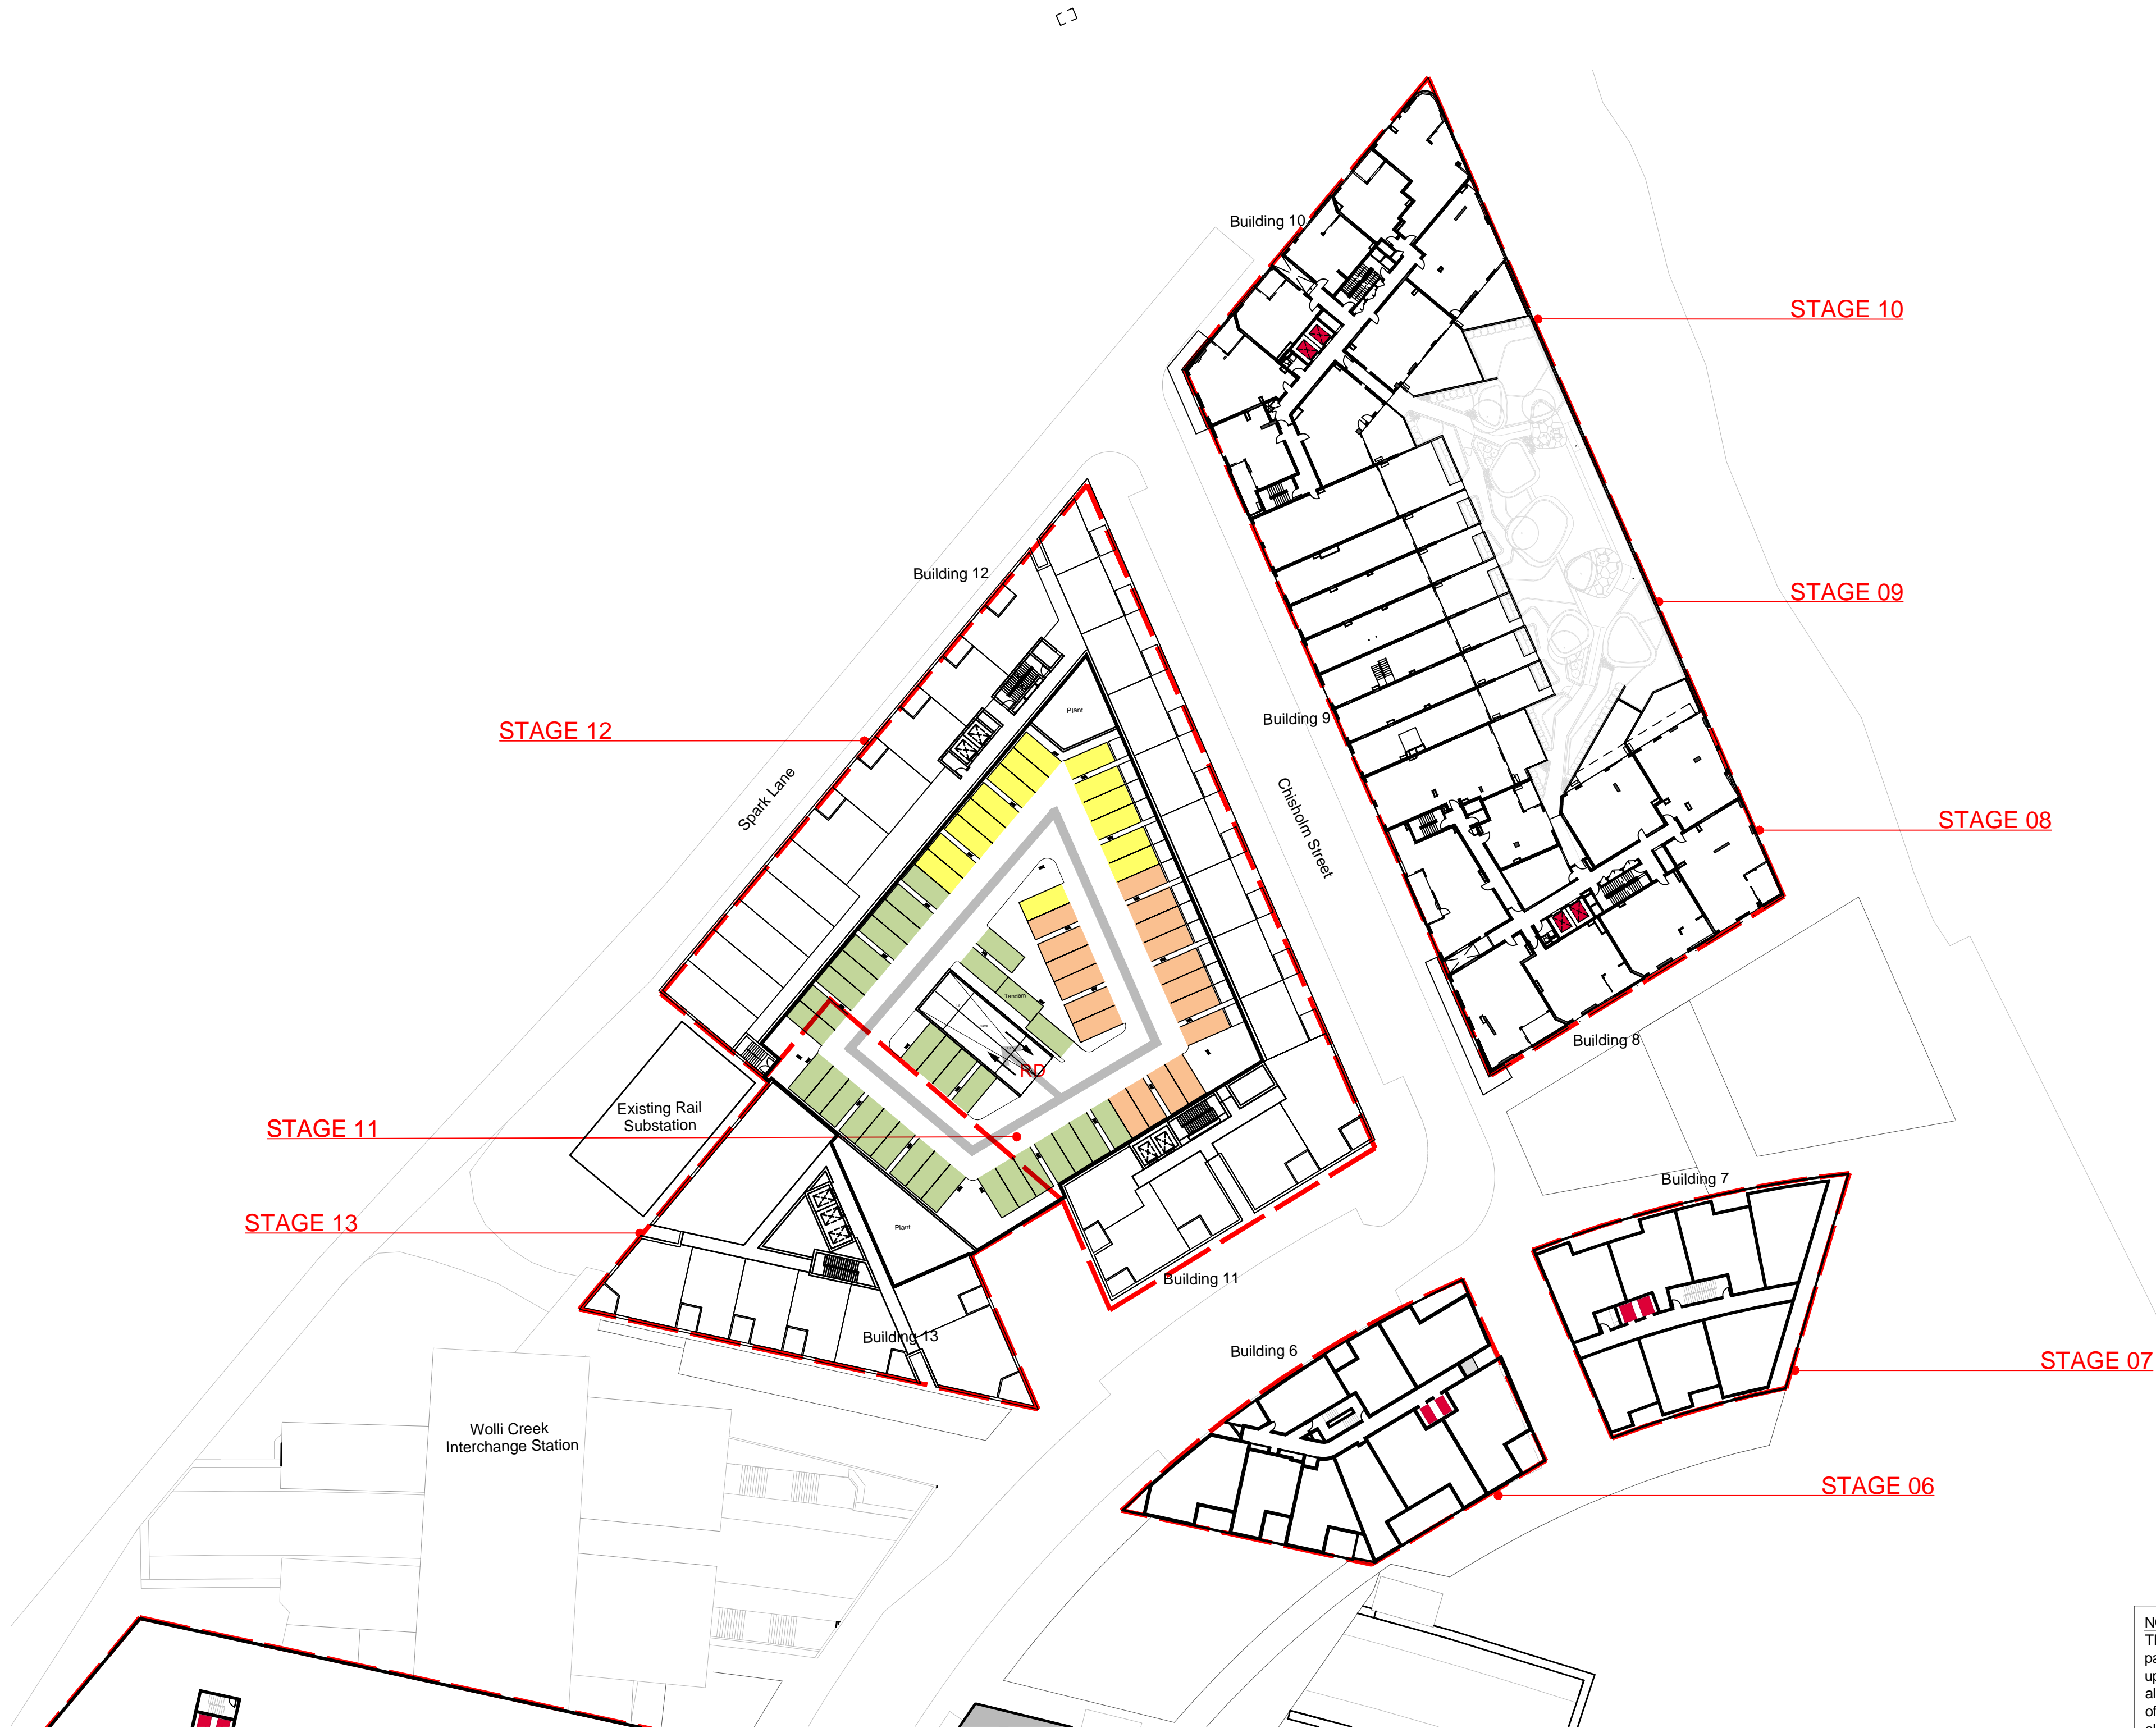 Building 10
STAGE 10
Building 12
STAGE 09
Plant
Building 9
STAGE 12
Spark Lane
Chisholm Street
STAGE 08
Tandem
Building 8
RD
Existing Rail
Substation
STAGE 11
Building 7
STAGE 13
Plant
Building 11
Building 13
Building 6
STAGE 07
Wolli Creek
Interchange Station
STAGE 06